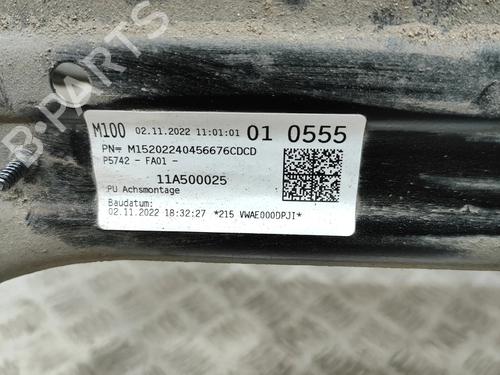 M100 02.11.2022 11:01:01 01 0555
PN= M15202240456676CDCD
P5742 - FA01 -
11A500025
PU Achsmontage
Baudatum:
02.11.2022 18:32:27 *215 VWAE000DPJI*
B-PARTS